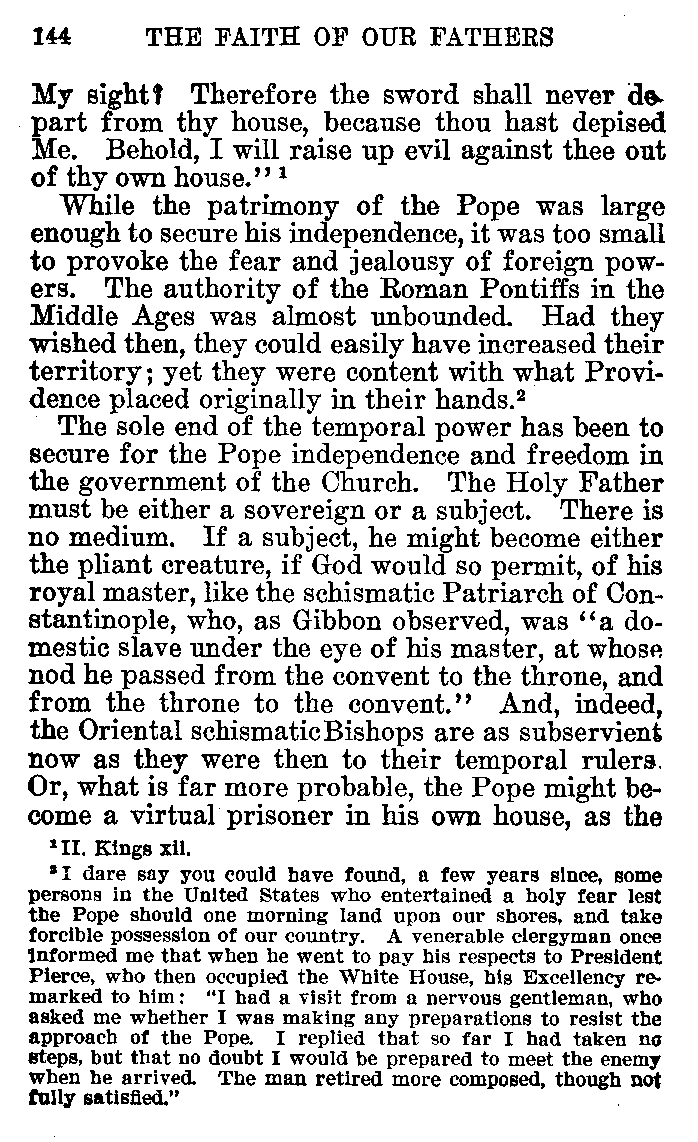 144 THE FAITH OF OUR FATHERS
My sight? Therefore the sword shall never de-
part from thy house, because thou hast depised
Me. Behold, I will raise up evil against thee out
of thy own house.'' ¹
While the patrimony of the Pope was large
enough to secure his independence, it was too small
to provoke the fear and jealousy of foreign pow-
ers. The authority of the Roman Pontiffs in the
Middle Ages was almost unbounded. Had they
wished then, they could easily have increased their
territory; yet they were content with what Provi-
dence placed originally in their hands.²
The sole end of the temporal power has been to
secure for the Pope independence and freedom in
the government of the Church. The Holy Father
must be either a sovereign or a subject. There is
no medium. If a subject, he might become either
the pliant creature, if God would so permit, of his
royal master, like the schismatic Patriarch of Con-
stantinople, who, as Gibbon observed, was ''a do-
mestic slave under the eye of his master, at whose
nod he passed from the convent to the throne, and
from the throne to the convent.'' And, indeed,
the Oriental schismatic Bishops are as subservient
now as they were then to their temporal rulers.
Or, what is far more probable, the Pope might be-
come a virtual prisoner in his own house, as the
¹ II. Kings xii.
² I dare say you could have found, a few years since, some
persons in the United States who entertained a holy fear lest
the Pope should one morning land upon our shores, and take
forcible possession of our country. A venerable clergyman once
informed me that when he went to pay his respects to President
Pierce, who then occupied the White House, his Excellency re-
marked to him: "I had a visit from a nervous gentleman, who
asked me whether I was making any preparations to resist the
approach of the Pope. I replied that so far I had taken no
steps, but that no doubt I would be prepared to meet the enemy
when he arrived. The man retired more composed, though not
fully satisfied."